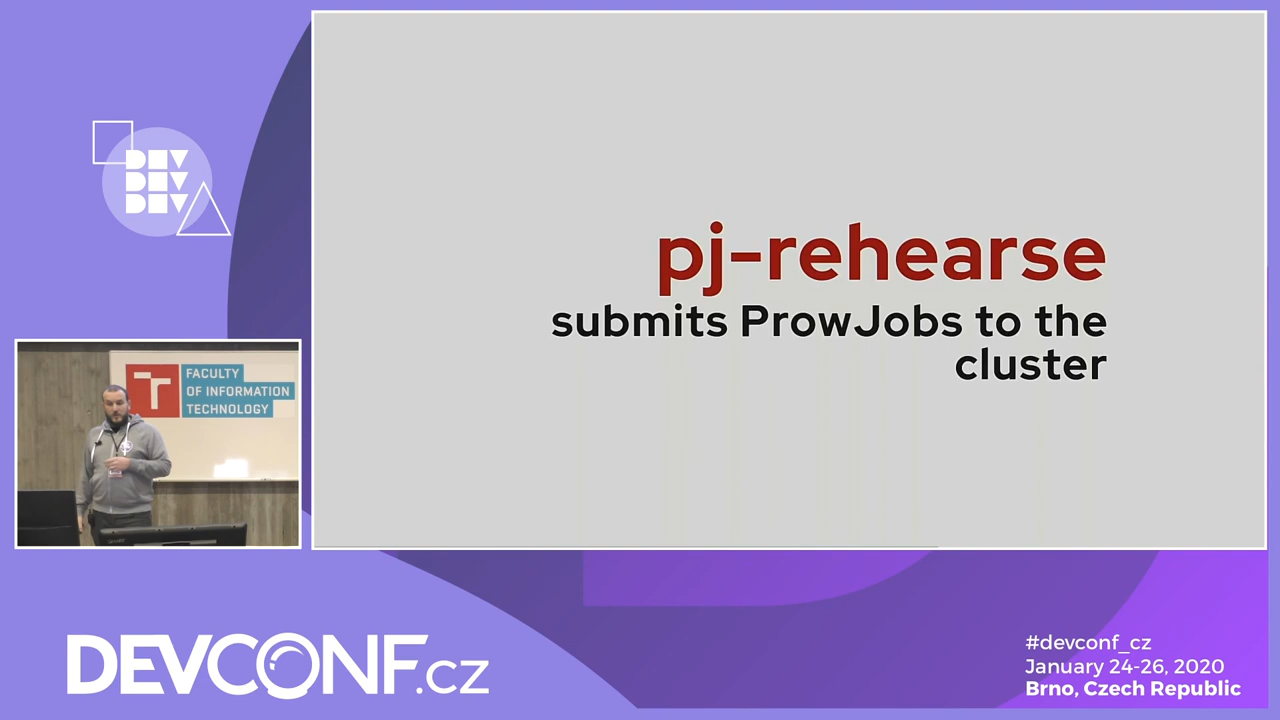 DEV
DEV
DEV
pj-rehearse
submits ProwJobs to the
cluster
FACULTY
OF INFORMATION
TECHNOLOGY
DEVCONF.cz
#devconf_cz
January 24-26, 2020
Brno, Czech Republic